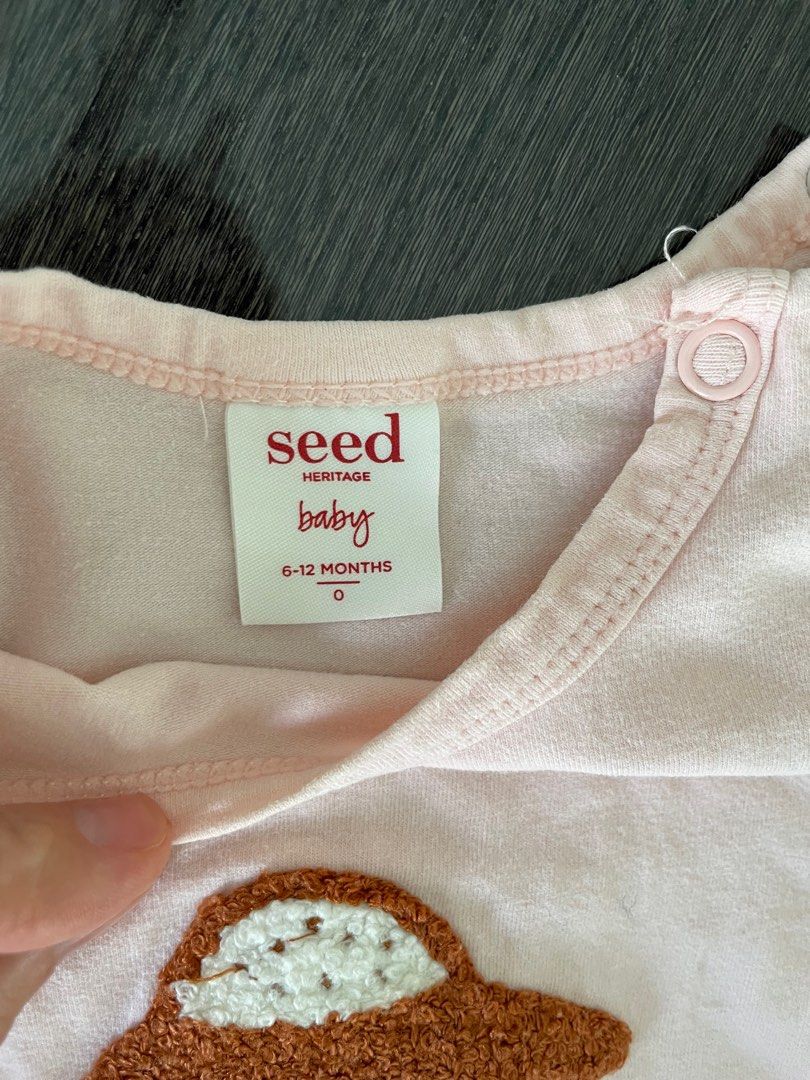 seed
HERITAGE
baby
6-12 MONTHS
0